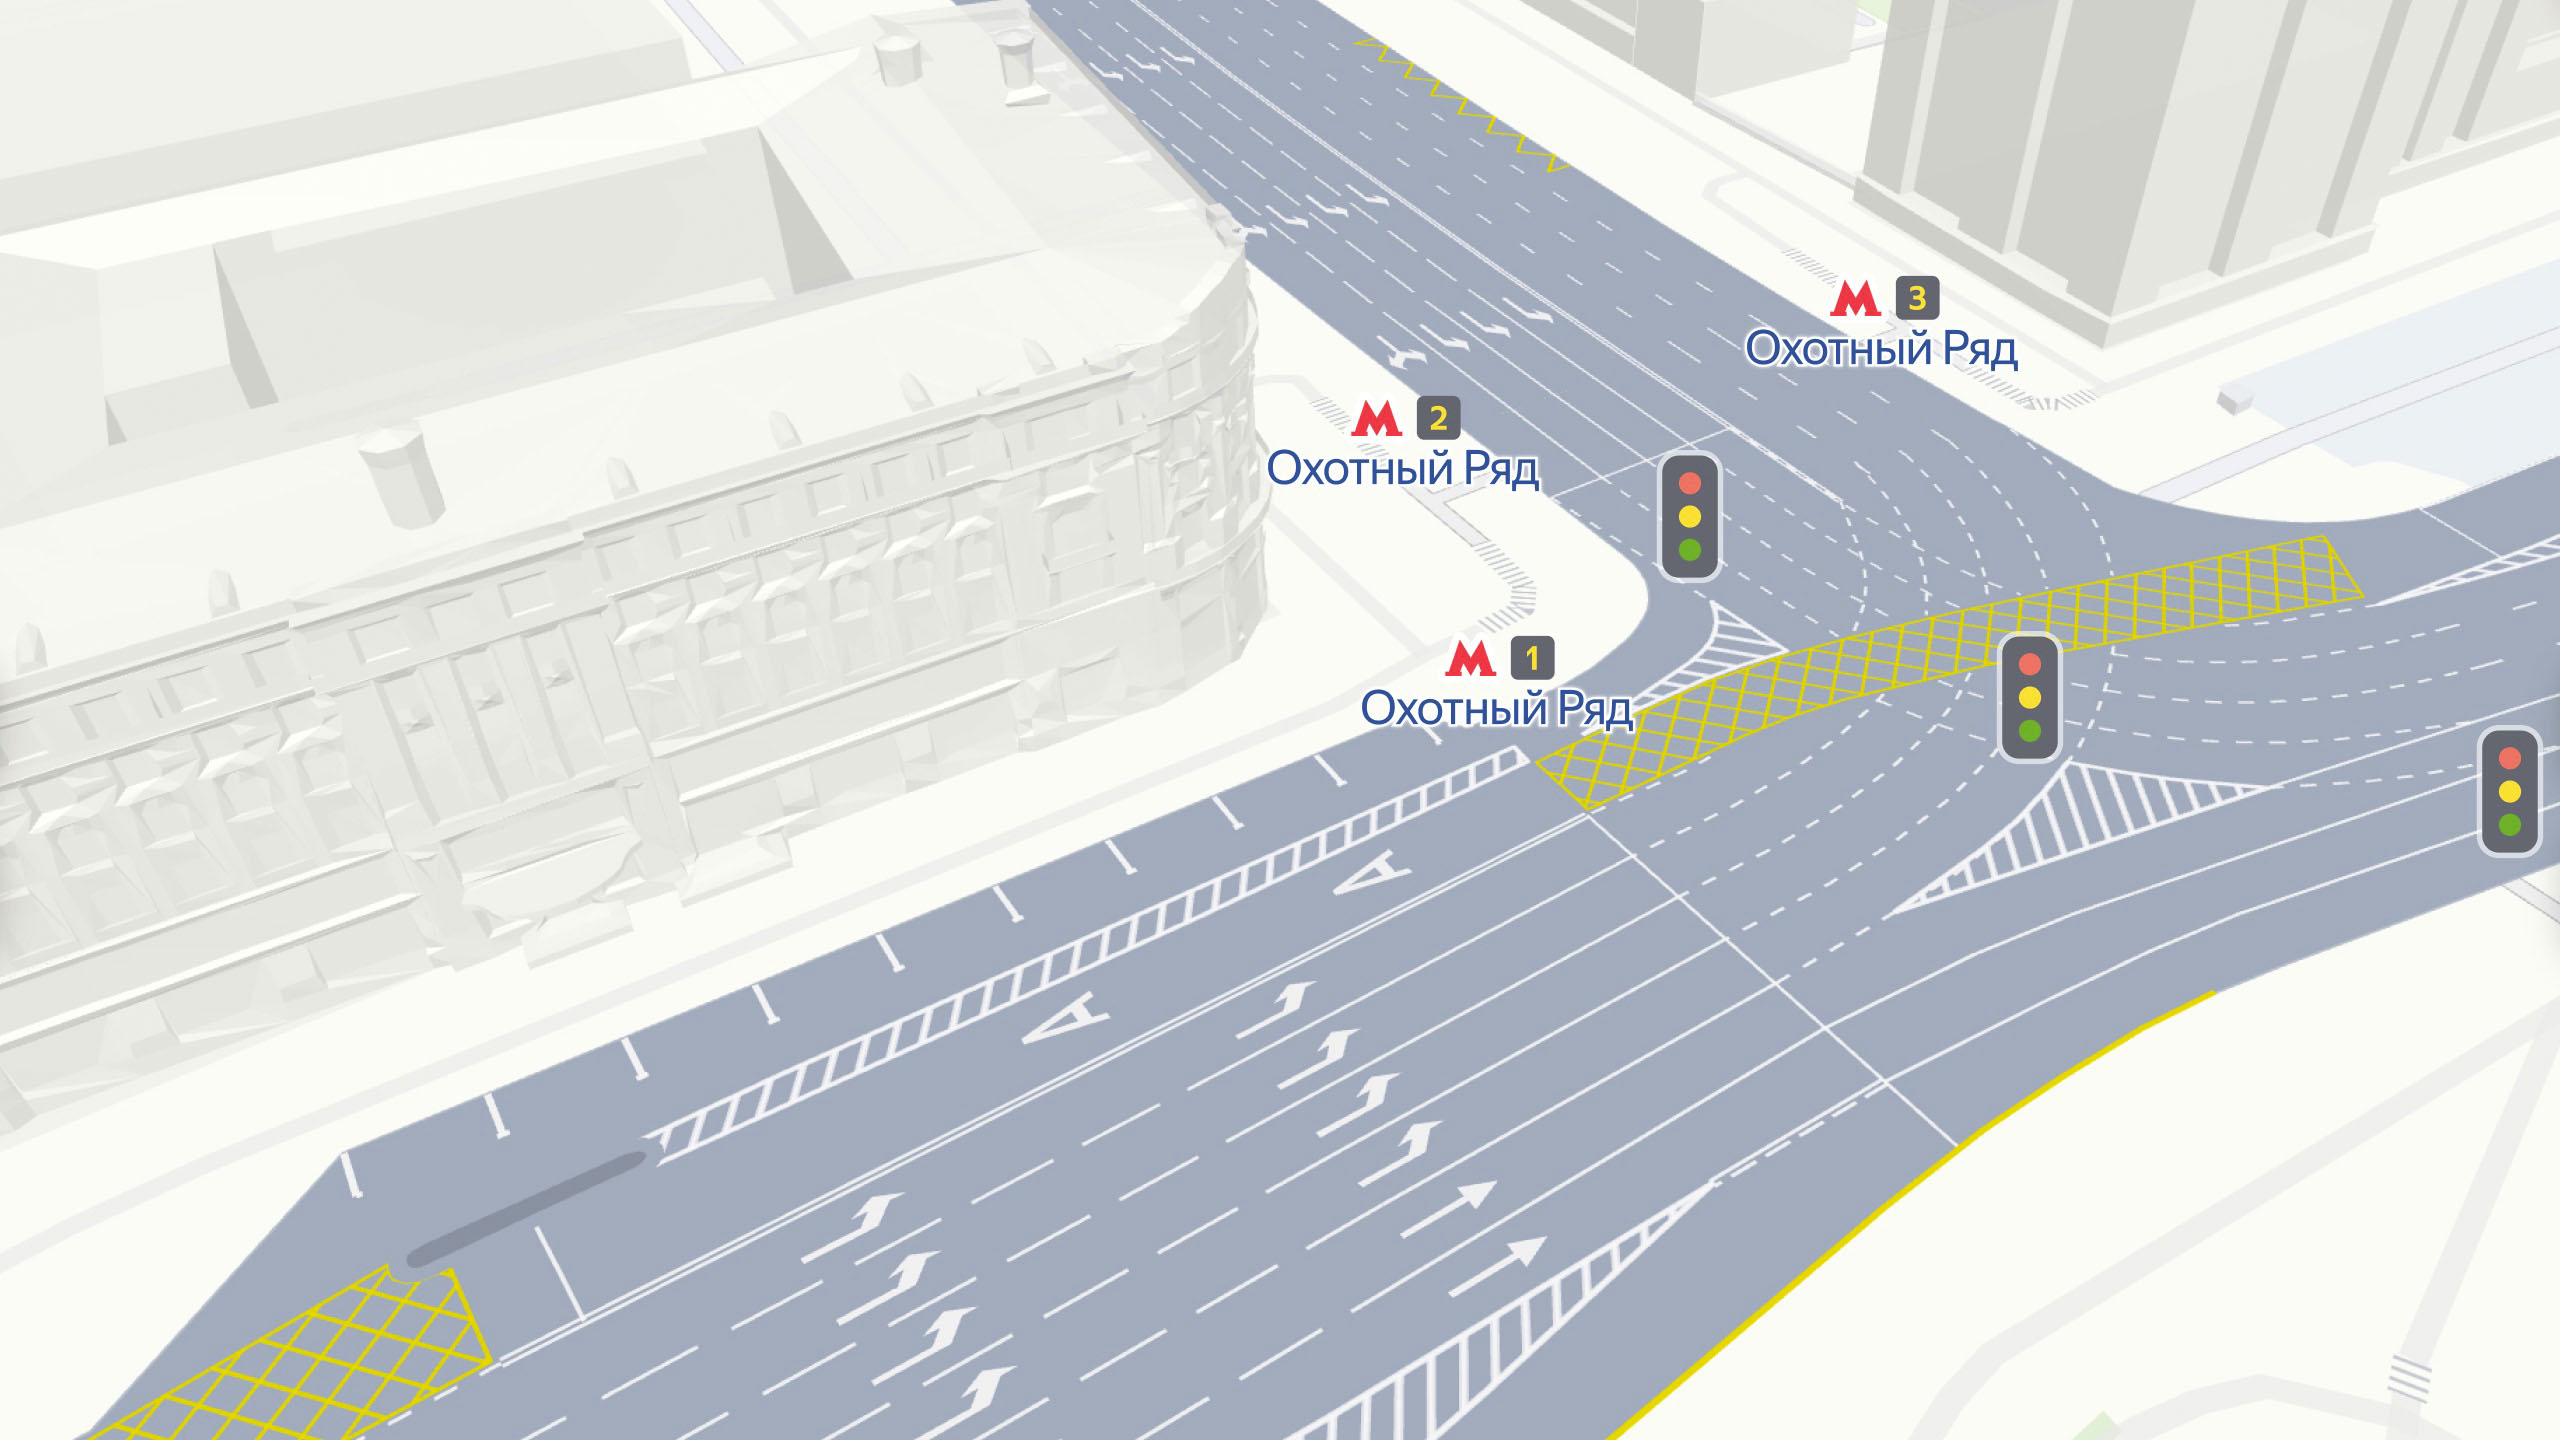 М 3
Охотный Ряд
М 2
Охотный Ряд
М 1
Охотный Ряд
А
А